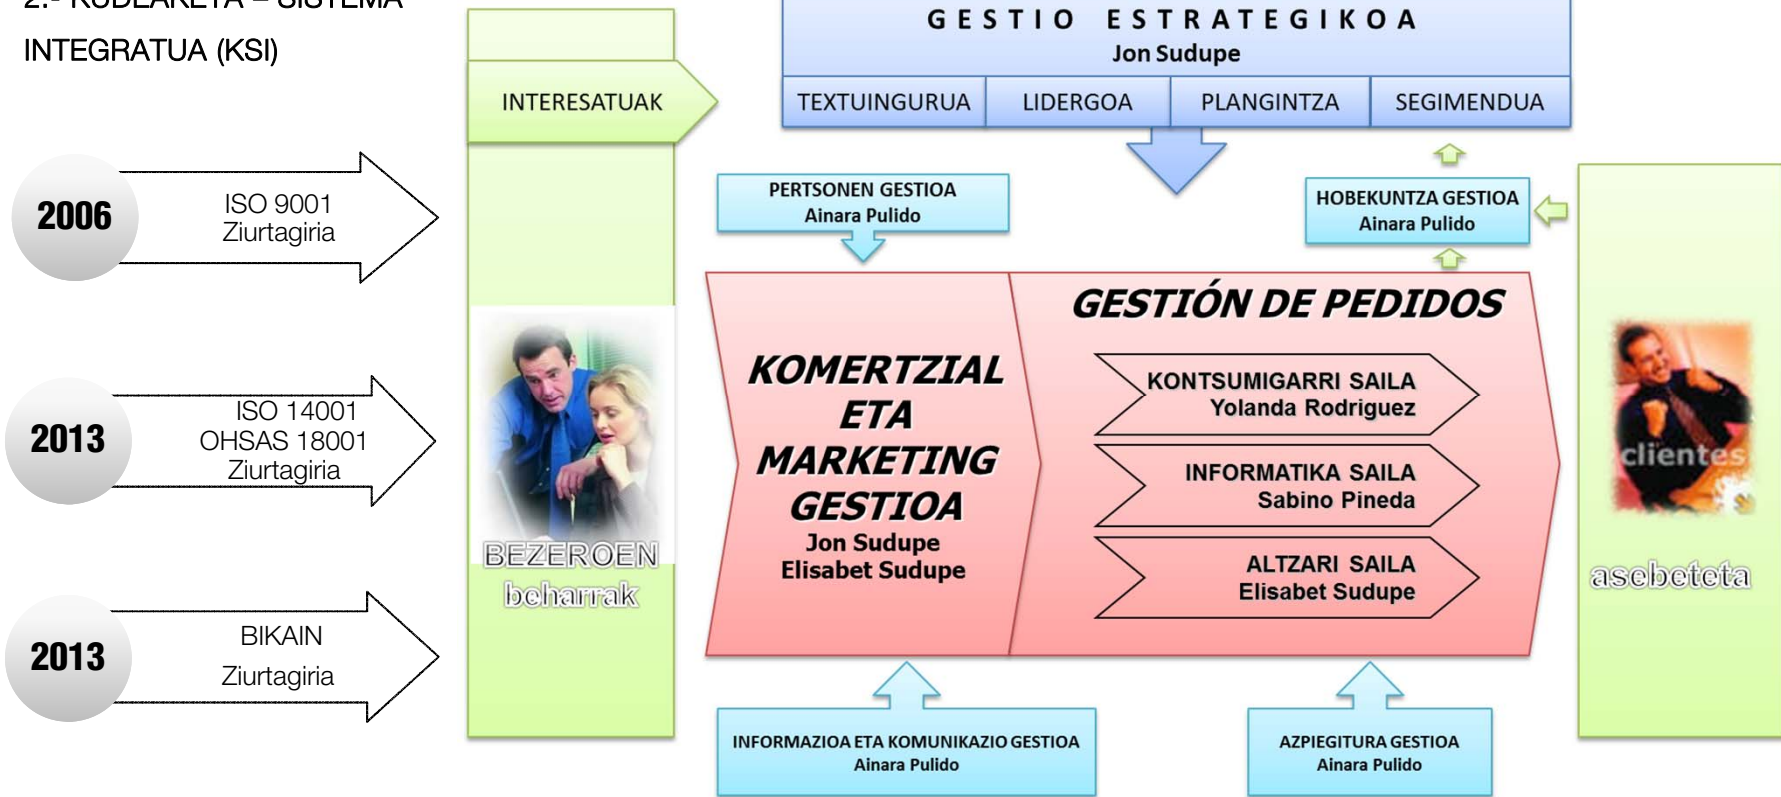 2.- KUDEAKETA – SISTEMA
INTEGRATUA (KSI)
2006
ISO 9001
Ziurtagiria
2013
ISO 14001
OHSAS 18001
Ziurtagiria
2013
BIKAIN
Ziurtagiria
INTERESATUAK
BEZEROEN
beharrak
GESTIO ESTRATEGIKOA
Jon Sudupe
TEXTUINGURUA
LIDERGOA
PLANGINTZA
SEGIMENDUA
PERTSONEN GESTIOA
Ainara Pulido
HOBEKUNTZA GESTIOA
Ainara Pulido
KOMERTZIAL
ETA
MARKETING
GESTIOA
Jon Sudupe
Elisabet Sudupe
GESTIÓN DE PEDIDOS
KONTSUMIGARRI SAILA
Yolanda Rodriguez
INFORMATIKA SAILA
Sabino Pineda
ALTZARI SAILA
Elisabet Sudupe
INFORMAZIOA ETA KOMUNIKAZIO GESTIOA
Ainara Pulido
AZPIEGITURA GESTIOA
Ainara Pulido
clientes
asebeteta